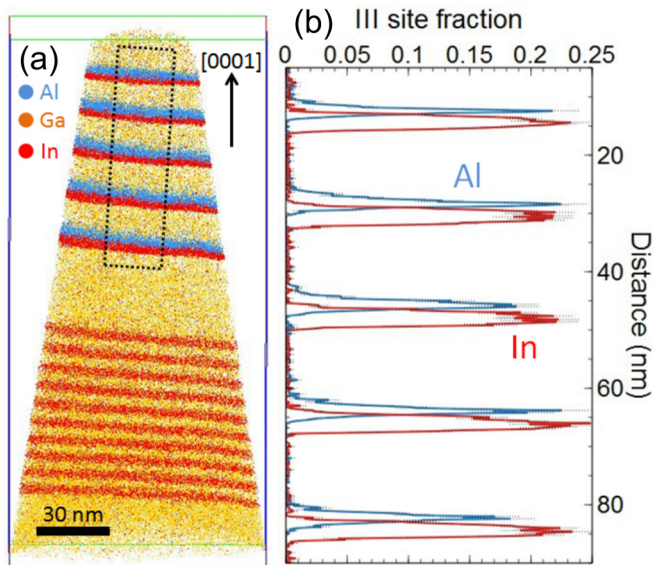 (a)
[0001]
Al
Ga
In
30 nm
(b)
III site fraction
0 0.05 0.1 0.15 0.2 0.25
Al
In
20
40
60
80
Distance (nm)